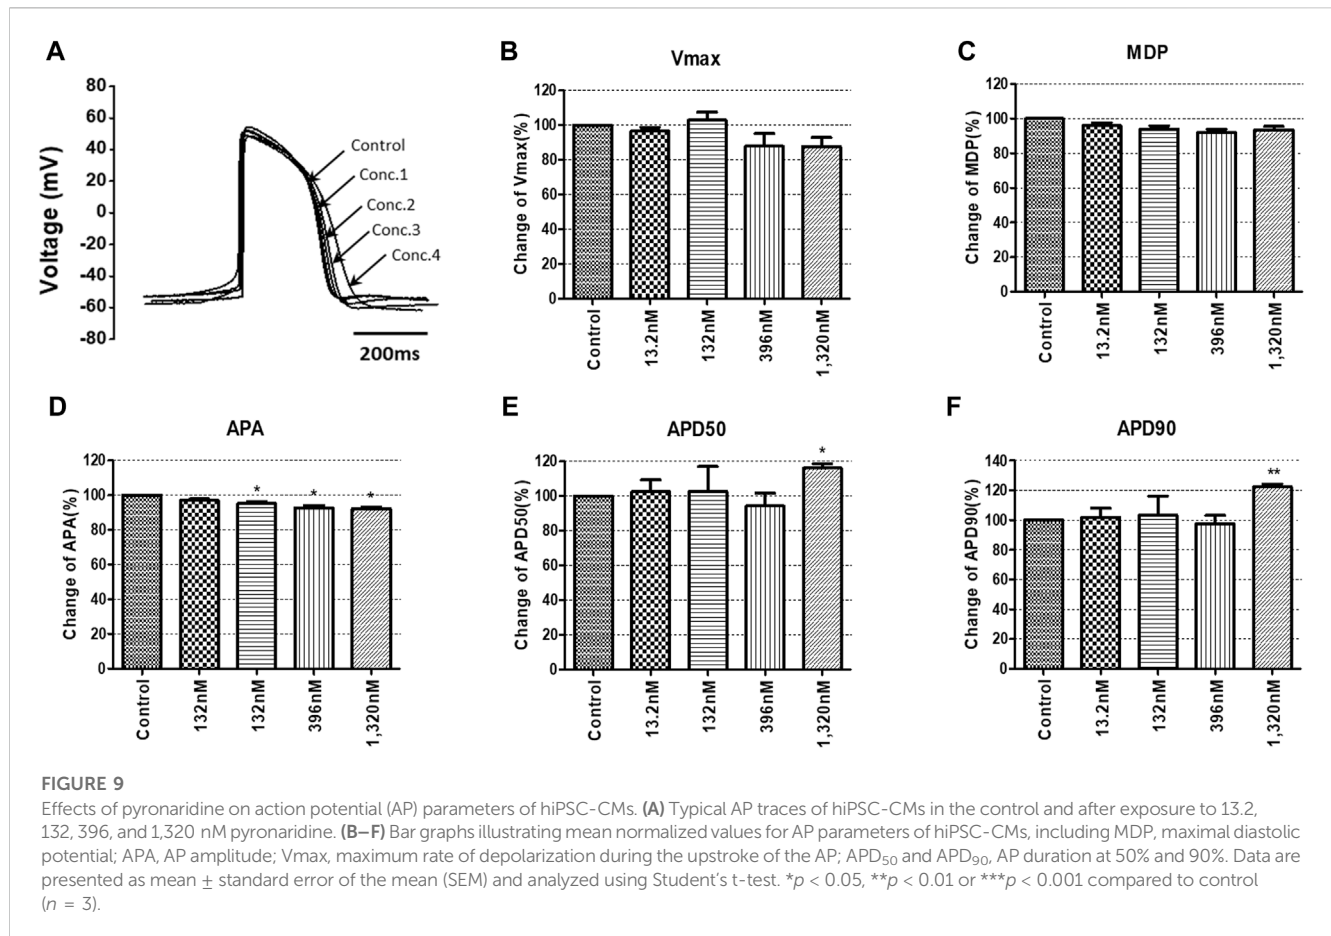 A
80
60
40
20
0
-20
-40
-60
-80
Voltage (mV)
Control
Conc.1
Conc.2
Conc.3
Conc.4
200ms
B
Vmax
120
100
80
60
40
20
0
Change of Vmax(%)
Control
13.2nM
132nM
396nM
1,320nM
C
MDP
120
100
80
60
40
20
0
Change of MDP(%)
Control
13.2nM
132nM
396nM
1,320nM
D
APA
120
100
80
60
40
20
0
Change of APA(%)
*
*
*
Control
132nM
132nM
396nM
1,320nM
E
APD50
120
100
80
60
40
20
0
Change of APD50(%)
*
Control
13.2nM
132nM
396nM
1,320nM
F
APD90
140
120
100
80
60
40
20
0
Change of APD90(%)
**
Control
13.2nM
132nM
396nM
1,320nM
FIGURE 9
Effects of pyronaridine on action potential (AP) parameters of hiPSC-CMs. (A) Typical AP traces of hiPSC-CMs in the control and after exposure to 13.2,
132, 396, and 1,320 nM pyronaridine. (B–F) Bar graphs illustrating mean normalized values for AP parameters of hiPSC-CMs, including MDP, maximal diastolic
potential; APA, AP amplitude; Vmax, maximum rate of depolarization during the upstroke of the AP; APD50 and APD90, AP duration at 50% and 90%. Data are
presented as mean ± standard error of the mean (SEM) and analyzed using Student's t-test. *p < 0.05, **p < 0.01 or ***p < 0.001 compared to control
(n = 3).